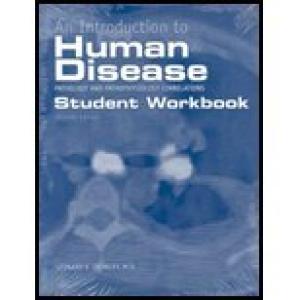 An Introduction to
Human
Disease
PATHOLOGY AND PATHOPHYSIOLOGY CORRELATIONS
Student Workbook